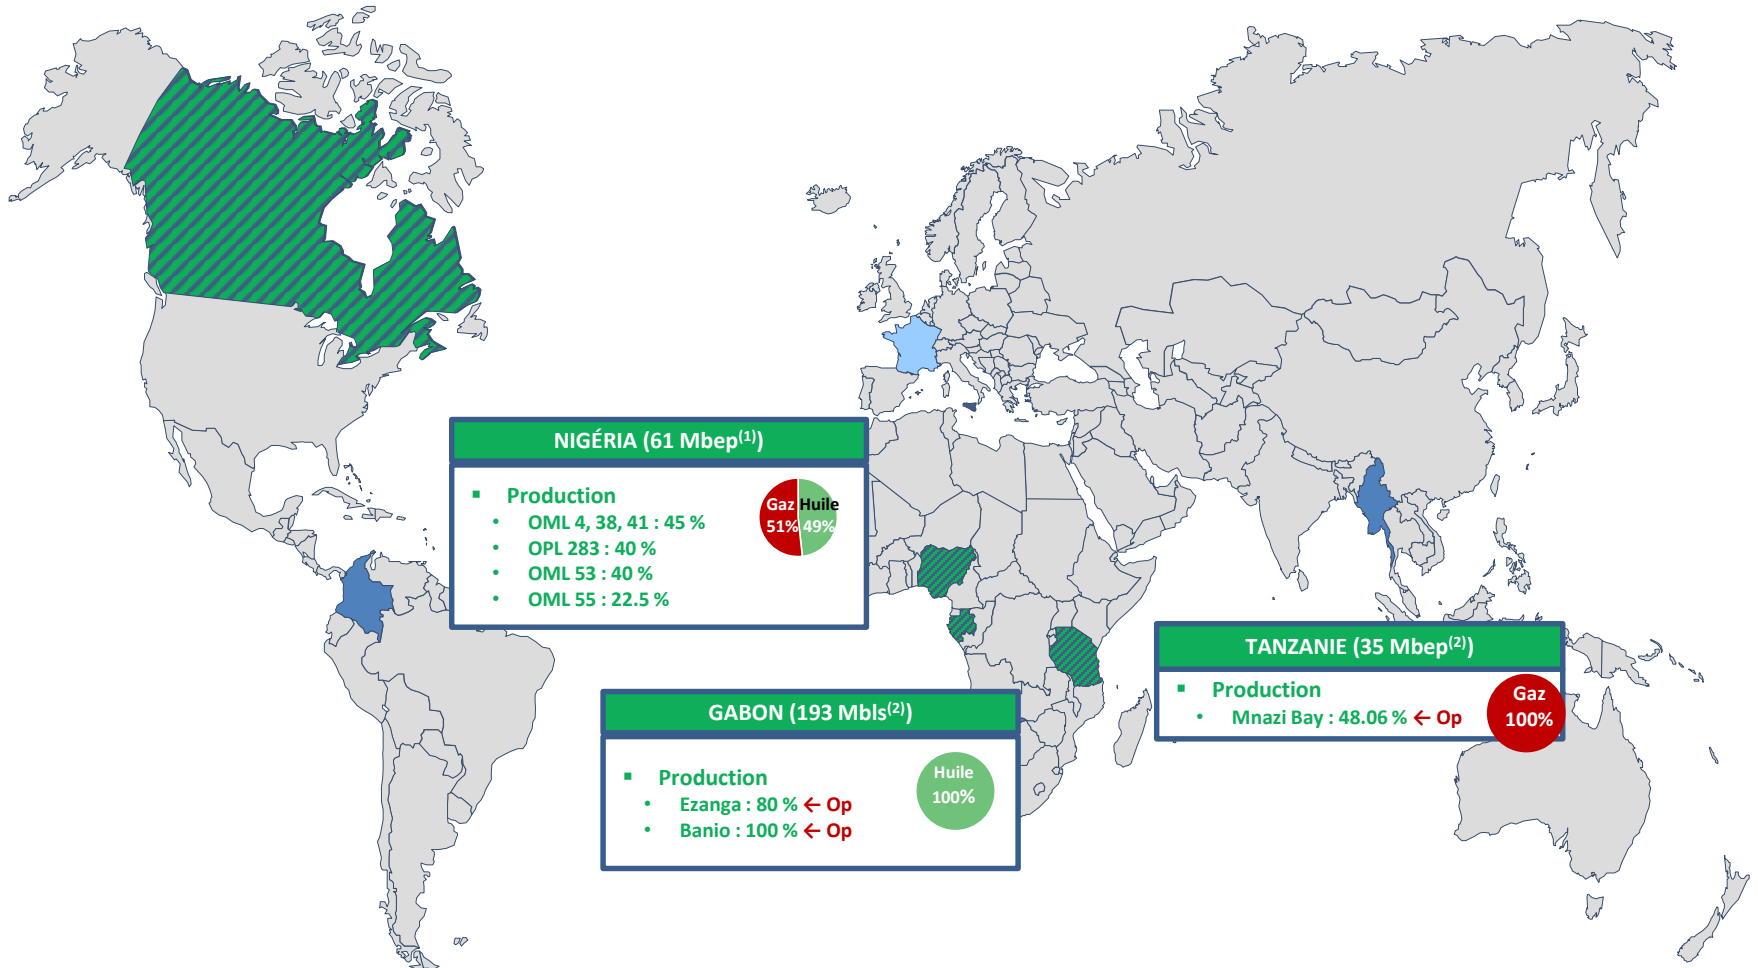 NIGÉRIA (61 Mbep(1))
▪ Production
• OML 4, 38, 41 : 45 %
• OPL 283 : 40 %
• OML 53 : 40 %
• OML 55 : 22.5 %
Gaz Huile
51% 49%
GABON (193 Mbls(2))
▪ Production
• Ezanga : 80 % ← Op
• Banio : 100 % ← Op
Huile
100%
TANZANIE (35 Mbep(2))
▪ Production
• Mnazi Bay : 48.06 % ← Op
Gaz
100%